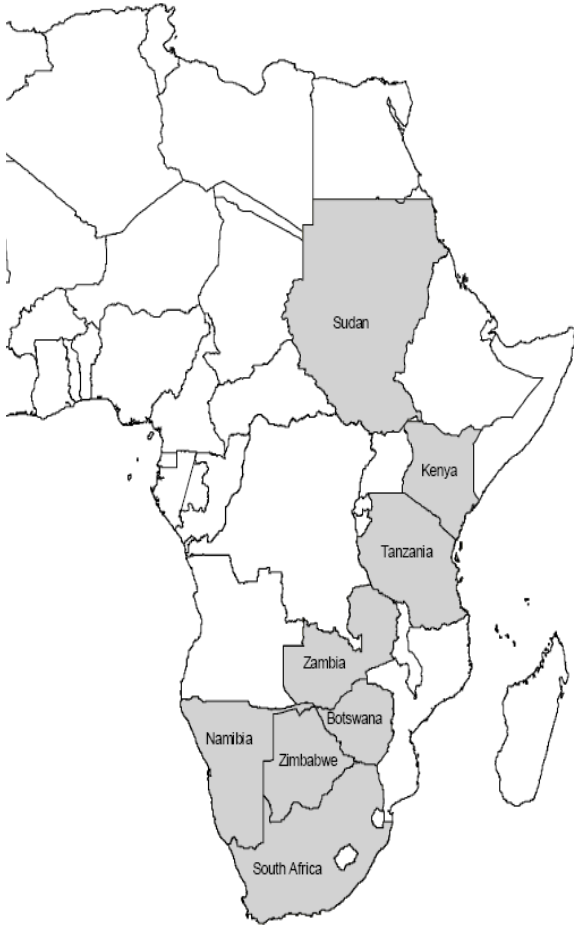 Sudan
Kenya
Tanzania
Zambia
Botswana
Namibia
Zimbabwe
South Africa